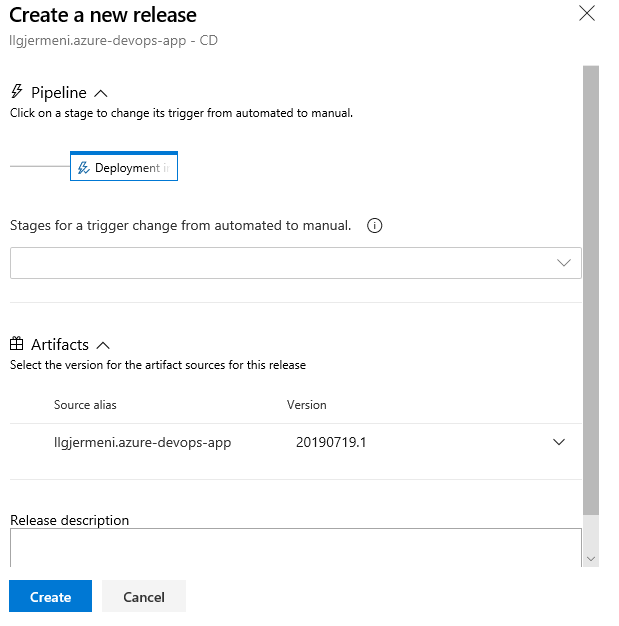 Create a new release
llgjermeni.azure-devops-app - CD
Pipeline
Click on a stage to change its trigger from automated to manual.
Deployment i
Stages for a trigger change from automated to manual.
Artifacts
Select the version for the artifact sources for this release
Source alias Version
llgjermeni.azure-devops-app 20190719.1
Release description
Create Cancel